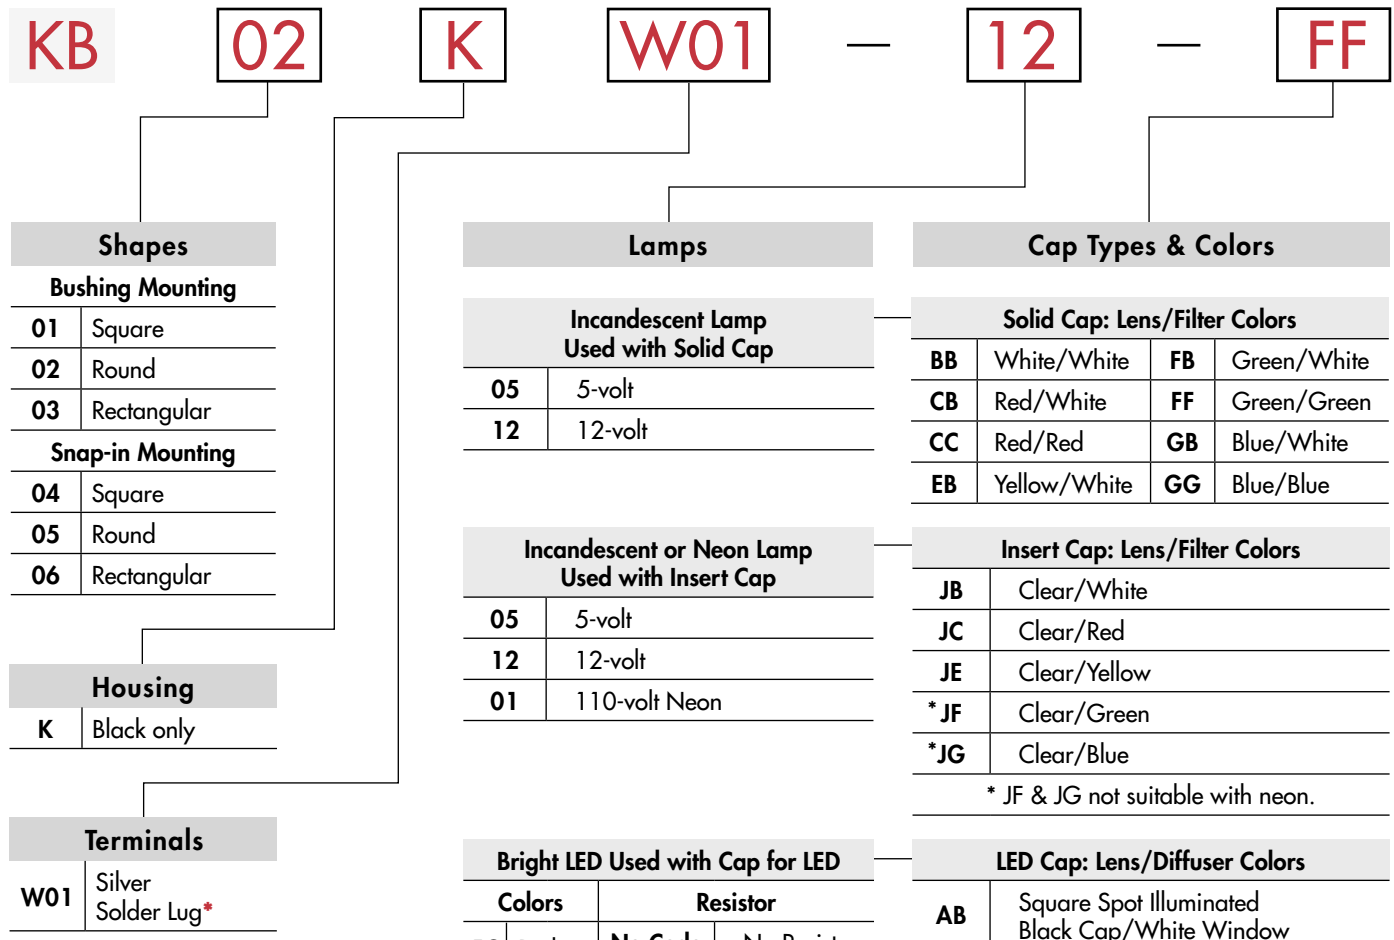 KB 02 K W01 — 12 — FF
Shapes
Bushing Mounting
01 Square
02 Round
03 Rectangular
Snap-in Mounting
04 Square
05 Round
06 Rectangular
Housing
K Black only
Terminals
W01 Silver
Solder Lug*
Lamps
Incandescent Lamp
Used with Solid Cap
05 5-volt
12 12-volt
Incandescent or Neon Lamp
Used with Insert Cap
05 5-volt
12 12-volt
01 110-volt Neon
Bright LED Used with Cap for LED
Colors Resistor
Cap Types & Colors
Solid Cap: Lens/Filter Colors
BB White/White FB Green/White
CB Red/White FF Green/Green
CC Red/Red GB Blue/White
EB Yellow/White GG Blue/Blue
Insert Cap: Lens/Filter Colors
JB Clear/White
JC Clear/Red
JE Clear/Yellow
*JF Clear/Green
*JG Clear/Blue
* JF & JG not suitable with neon.
LED Cap: Lens/Diffuser Colors
AB Square Spot Illuminated
Black Cap/White Window